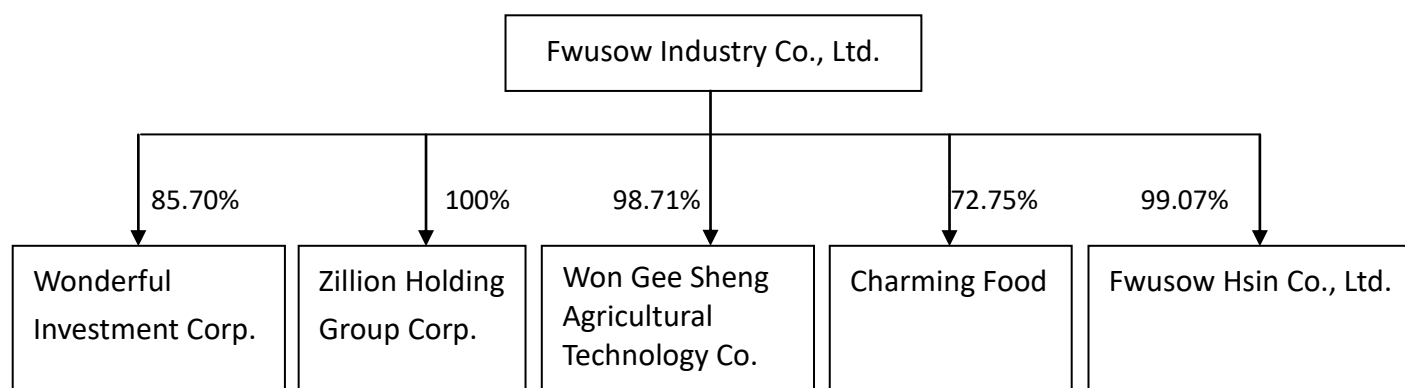 Fwusow Industry Co., Ltd.
85.70%
100%
98.71%
72.75%
99.07%
Wonderful
Investment Corp.
Zillion Holding
Group Corp.
Won Gee Sheng
Agricultural
Technology Co.
Charming Food
Fwusow Hsin Co., Ltd.